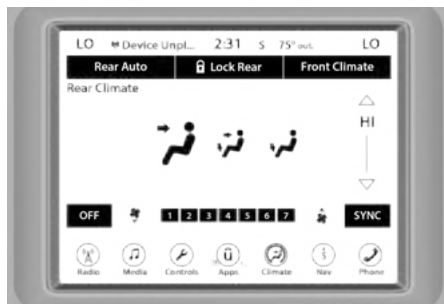 LO Device Unpl... 2:31 S 75° out. LO
Rear Auto Lock Rear Front Climate
Rear Climate
HI
OFF 1 2 3 4 5 6 7 SYNC
Radio Media Controls Apps Climate Nav Phone